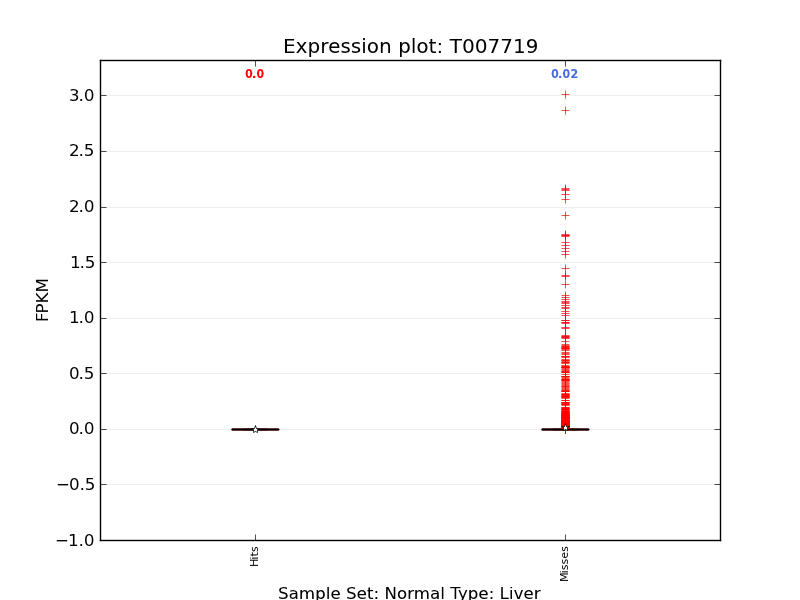 Expression plot: T007719
0.0
0.02
3.0
2.5
2.0
1.5
1.0
0.5
0.0
−0.5
−1.0
FPKM
Hits
Misses
Sample Set: Normal Type: Liver